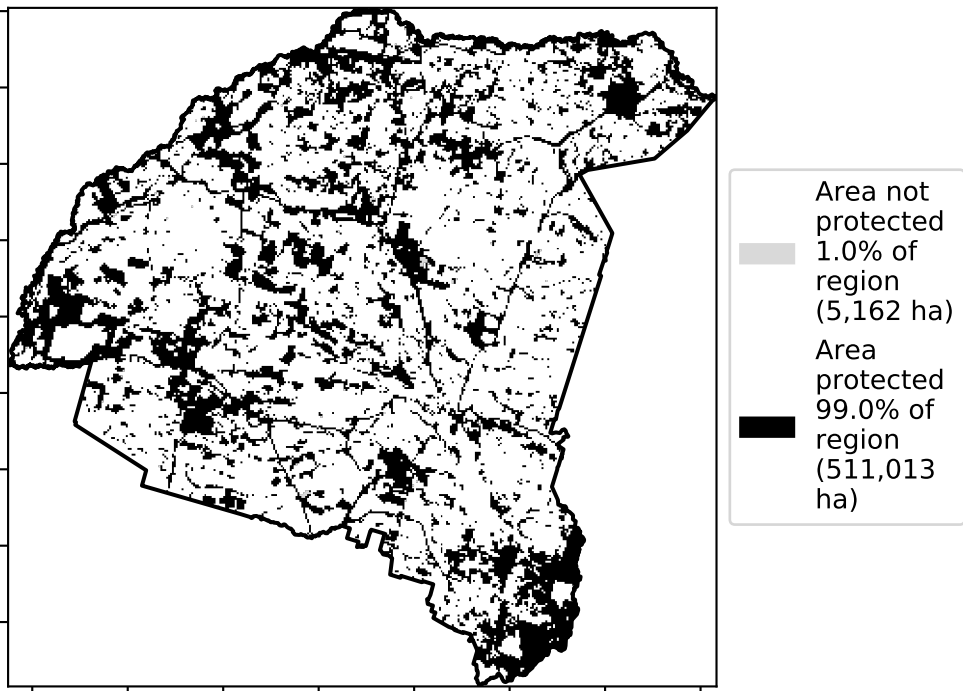 Area not
protected
1.0% of
region
(5,162 ha)
Area
protected
99.0% of
region
(511,013
ha)